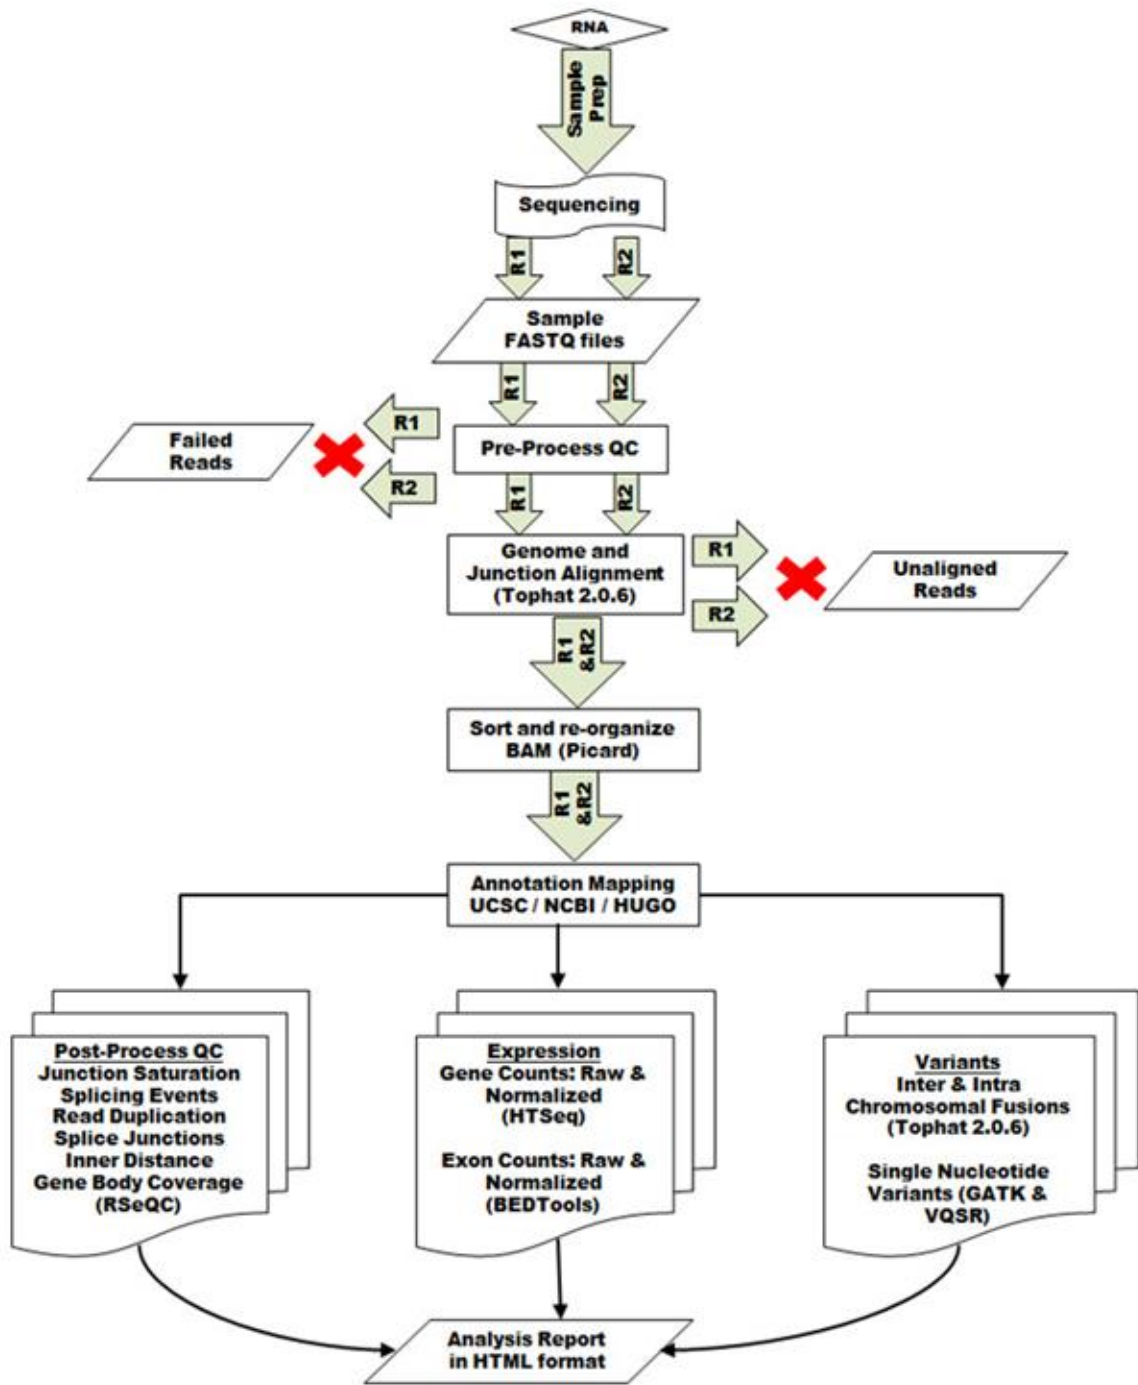 RNA
Sample
Prep
Sequencing
R1
R2
Sample
FASTQ files
R1
R2
Failed
Reads
R1
R2
Pre-Process QC
R1
R2
Genome and
Junction Alignment
(Tophat 2.0.6)
R1
R2
Unaligned
Reads
R1
&R2
Sort and re-organize
BAM (Picard)
R1
&R2
Annotation Mapping
UCSC / NCBI / HUGO
Post-Process QC
Junction Saturation
Splicing Events
Read Duplication
Splice Junctions
Inner Distance
Gene Body Coverage
(RSeQC)
Expression
Gene Counts: Raw &
Normalized
(HTSeq)
Exon Counts: Raw &
Normalized
(BEDTools)
Variants
Inter & Intra
Chromosomal Fusions
(Tophat 2.0.6)
Single Nucleotide
Variants (GATK &
VQSR)
Analysis Report
in HTML format